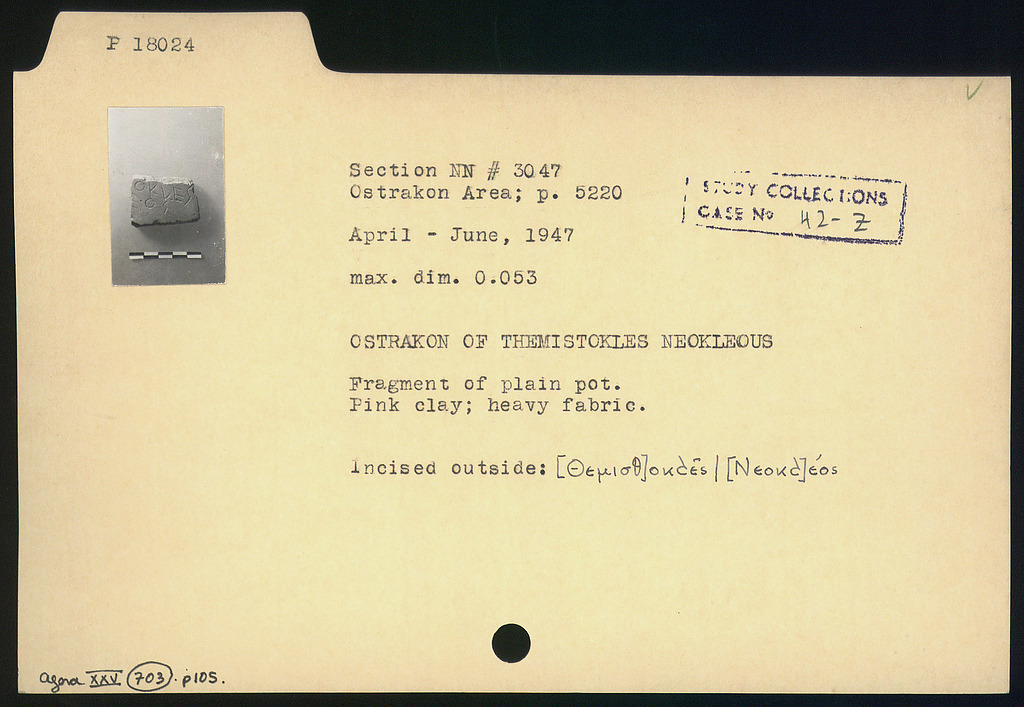 P 18024
Section NN # 3047
Ostrakon Area; p. 5220
STUDY COLLECTIONS
CASE No 42-Z
April - June, 1947
max. dim. 0.053
OSTRAKON OF THEMISTOKLES NEOKLEOUS
Fragment of plain pot.
Pink clay; heavy fabric.
Incised outside: [Θεμισθ]οκλε̂ς | [Νεοκλ]έος
Agora XXV 703. p105.